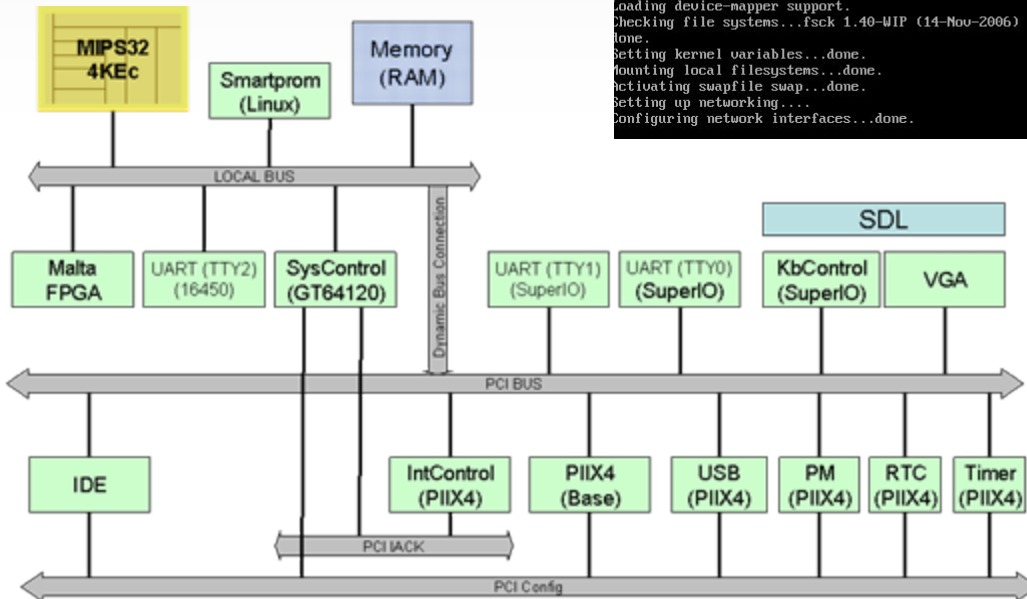 MIPS32
4KEc
Smartprom
(Linux)
Memory
(RAM)
Loading device-mapper support.
Checking file systems...fsck 1.40-WIP (14-Nov-2006)
done.
Setting kernel variables...done.
Mounting local filesystems...done.
Activating swapfile swap...done.
Setting up networking....
Configuring network interfaces...done.
LOCAL BUS
Dynamic Bus Connection
SDL
Malta
FPGA
UART (TTY2)
(16450)
SysControl
(GT64120)
UART (TTY1)
(SuperIO)
UART (TTY0)
(SuperIO)
KbControl
(SuperIO)
VGA
PCI BUS
IDE
IntControl
(PIIX4)
PIIX4
(Base)
USB
(PIIX4)
PM
(PIIX4)
RTC
(PIIX4)
Timer
(PIIX4)
PCI IACK
PCI Config